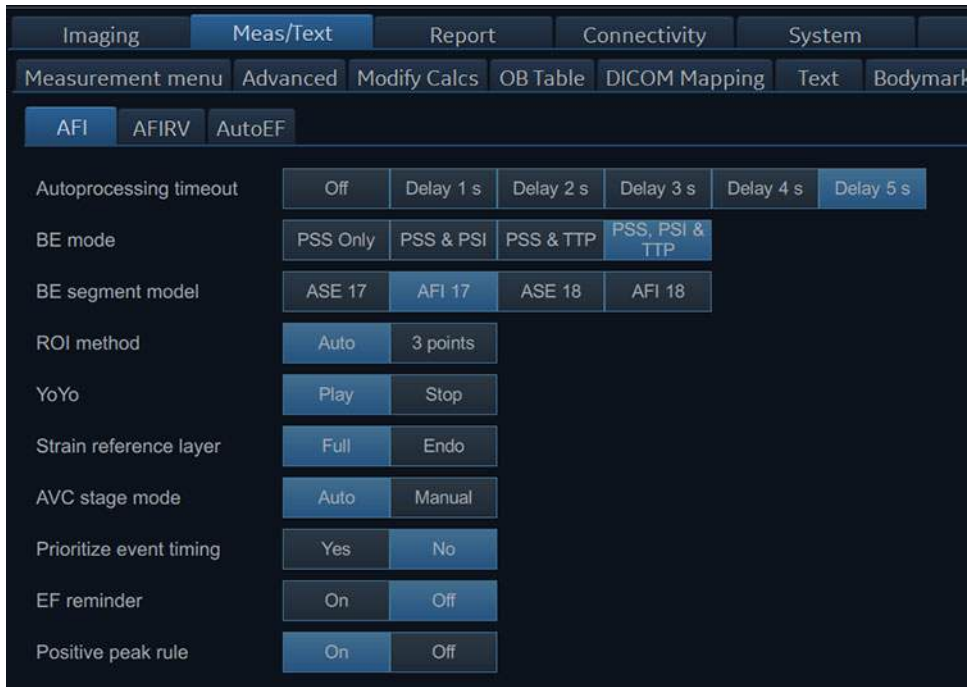 Imaging Meas/Text Report Connectivity System
Measurement menu Advanced Modify Calcs OB Table DICOM Mapping Text Bodymark
AFI AFIRV AutoEF
Autoprocessing timeout Off Delay 1 s Delay 2 s Delay 3 s Delay 4 s Delay 5 s
BE mode PSS Only PSS & PSI PSS & TTP PSS, PSI & TTP
BE segment model ASE 17 AFI 17 ASE 18 AFI 18
ROI method Auto 3 points
YoYo Play Stop
Strain reference layer Full Endo
AVC stage mode Auto Manual
Prioritize event timing Yes No
EF reminder On Off
Positive peak rule On Off